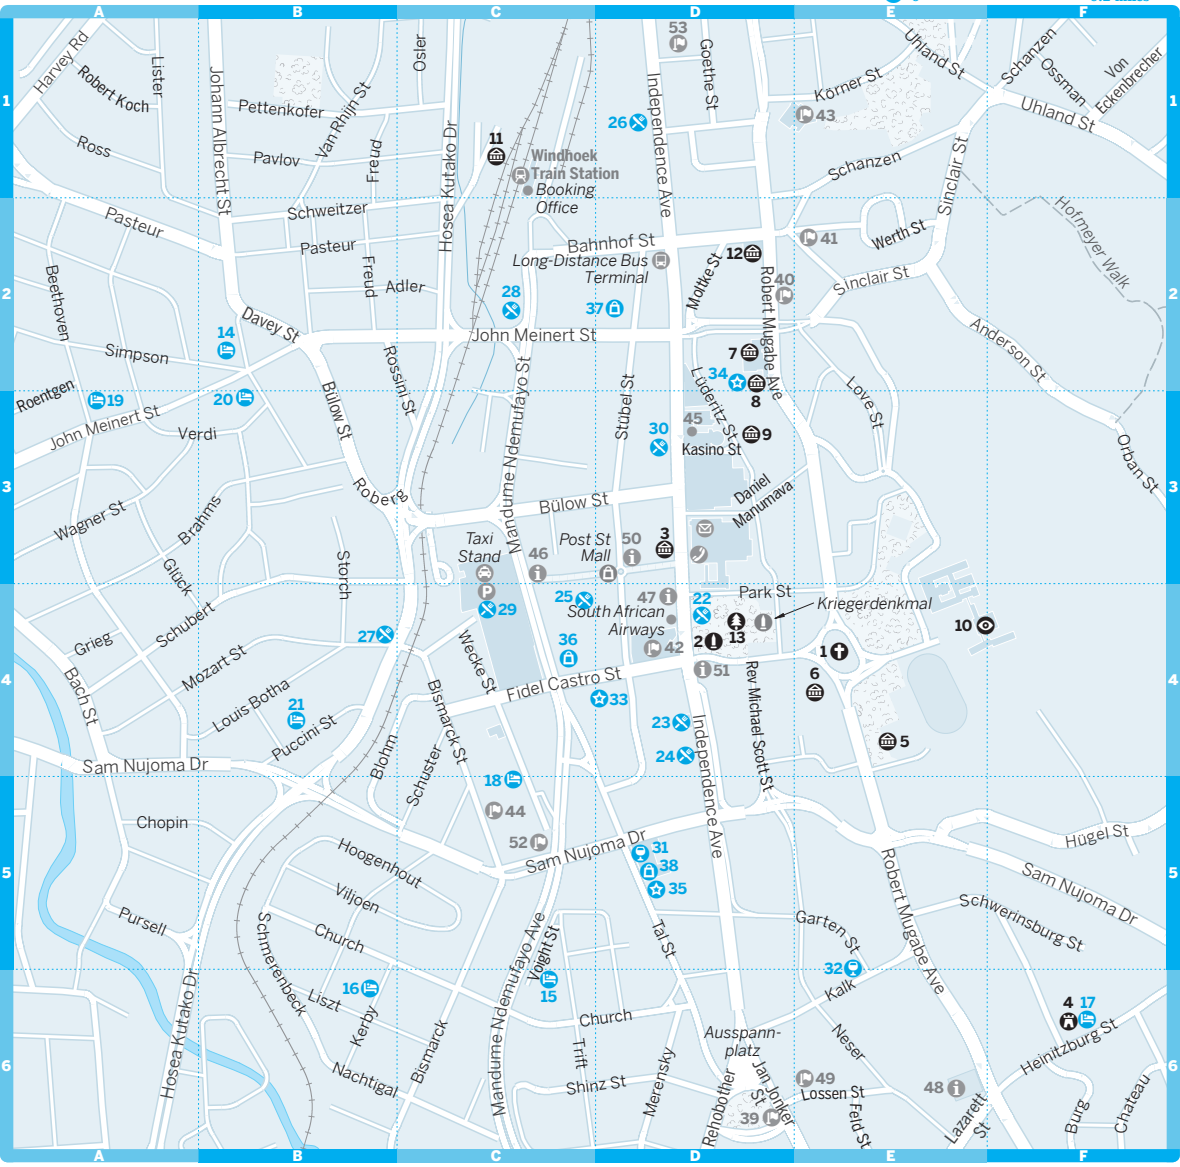 A
B
C
D
E
F
1
Harvey Rd
Robert Koch
Lister
Ross
Johann Albrecht St
Pettenkofer
Van Rhijn St
Pavlov
Freud
Osler
Hosea Kutako Dr
11
Windhoek
Train Station
Booking
Office
53
Goethe St
Independence Ave
26
43
Körner St
Uhland St
Schanzen
Ossman
Von
Eckenbrecher
Uhland St
Schanzen
Sinclair St
1
Pasteur
Schweitzer
Pasteur
Freud
Adler
Beethoven
2
Davey St
14
Simpson
Bahnhof St
Long-Distance Bus
Terminal
28
37
John Meinert St
Moltke St
12
41
Werth St
40
Robert Mugabe Ave
Sinclair St
Hofmeyer Walk
Anderson St
2
7
34
8
Roentgen
19
20
John Meinert St
Verdi
Bülow St
Rossini St
Mandume Ndemufayo St
Stübel St
Lüderitz St
45
9
30
Kasino St
Love St
Orban St
3
Wagner St
Brahms
Glück
Robert
Bülow St
Daniel
Manumava
3
Storch
Taxi
Stand
46
Post St
Mall
50
3
P
29
25
47
22
Park St
Kriegerdenkmal
South African
Airways
2
13
42
10
1
6
Grieg
Schubert
27
Mozart St
Wecke St
36
51
4
Bach St
Louis Botha
21
Puccini St
Bismarck St
Fidel Castro St
33
23
24
Independence Ave
Rev Michael Scott St
5
4
Sam Nujoma Dr
Blohm
Schuster
18
44
52
Sam Nujoma Dr
Chopin
Hoogenhout
31
38
35
Hügel St
5
Viljoen
Church
Pursell
Schmerenbeck
Mandume Ndemufayo Ave
Voight St
Tal St
Garten St
32
Robert Mugabe Ave
Schwerinsburg St
Sam Nujoma Dr
5
Hosea Kutako Dr
16
Liszt
Kerby
15
Church
Kalk
4
17
Heinitzburg St
6
Nachtigal
Bismarck
Trift
Shinz St
Merensky
Ausspann-
platz
Rehobother
Jan Jonker
St
39
49
Neser
Lossen St
Feld St
48
Lazarett
St
Burg
Chateau
6
A
B
C
D
E
F